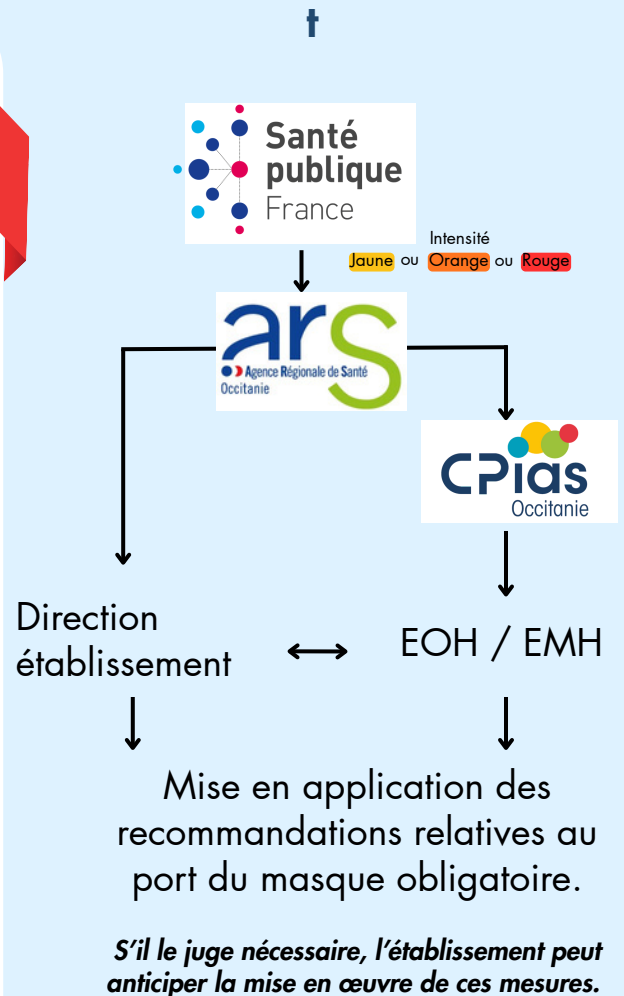 t
Santé
publique
France
Intensité
Jaune ou Orange ou Rouge
ars
Agence Régionale de Santé
Occitanie
CPias
Occitanie
Direction
établissement
EOH / EMH
Mise en application des
recommandations relatives au
port du masque obligatoire.
S'il le juge nécessaire, l'établissement peut
anticiper la mise en œuvre de ces mesures.